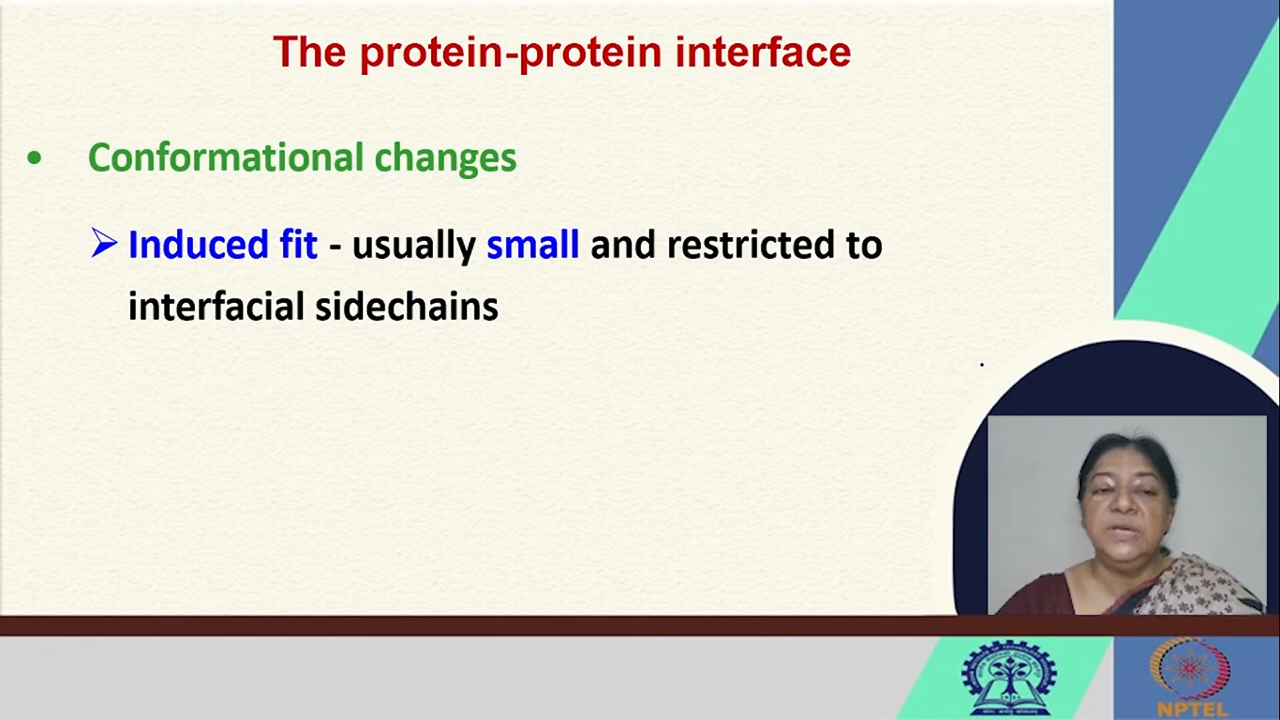 The protein-protein interface
• Conformational changes
➢ Induced fit - usually small and restricted to
interfacial sidechains
NPTEL